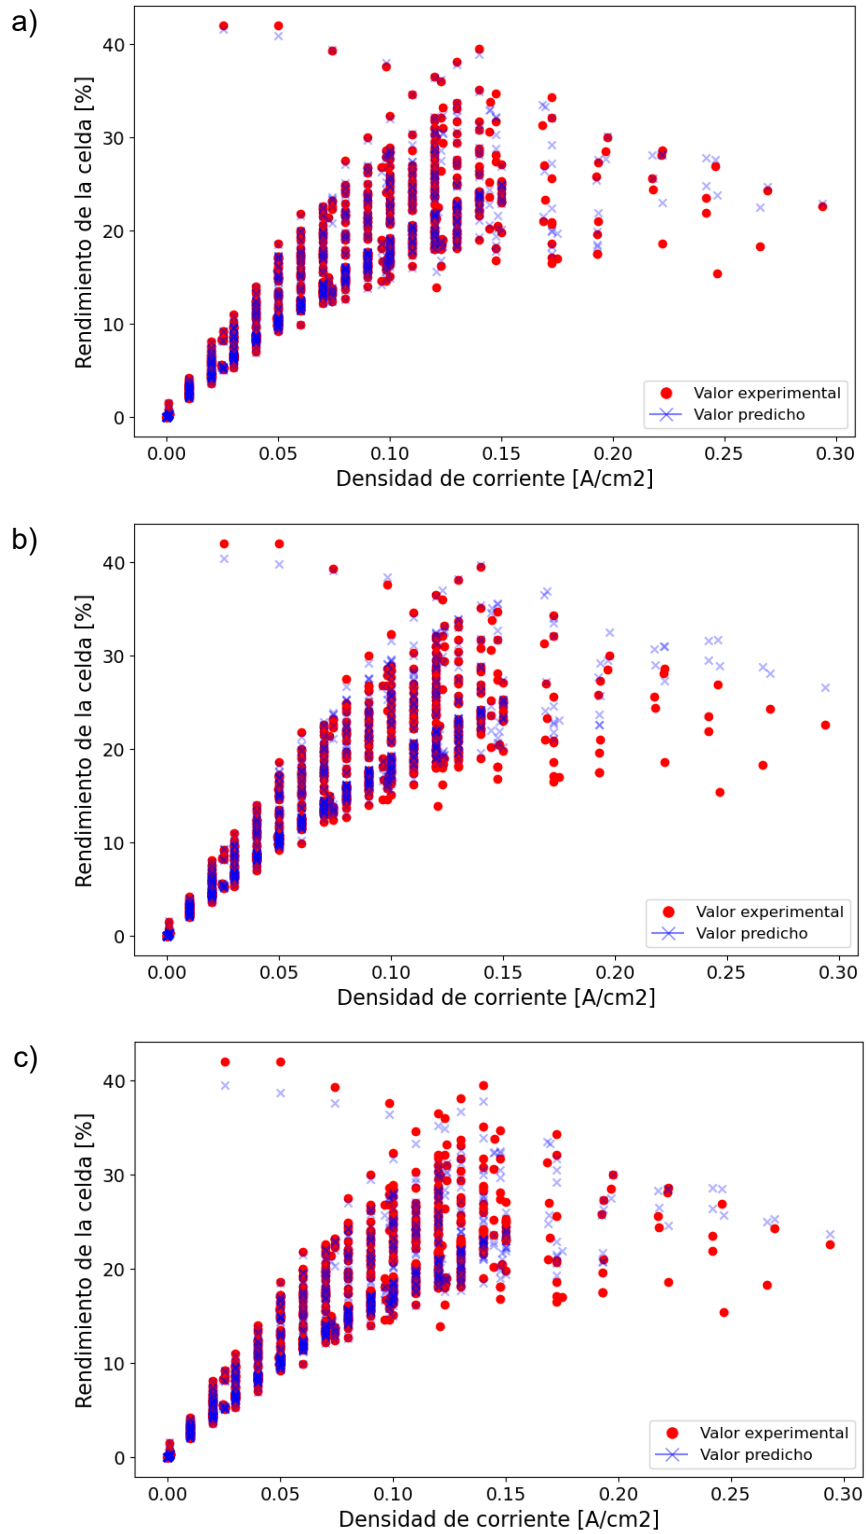 a)
Rendimiento de la celda [%]
40
30
20
10
0
Valor experimental
Valor predicho
0.00 0.05 0.10 0.15 0.20 0.25 0.30
Densidad de corriente [A/cm2]
b)
Rendimiento de la celda [%]
40
30
20
10
0
Valor experimental
Valor predicho
0.00 0.05 0.10 0.15 0.20 0.25 0.30
Densidad de corriente [A/cm2]
c)
Rendimiento de la celda [%]
40
30
20
10
0
Valor experimental
Valor predicho
0.00 0.05 0.10 0.15 0.20 0.25 0.30
Densidad de corriente [A/cm2]